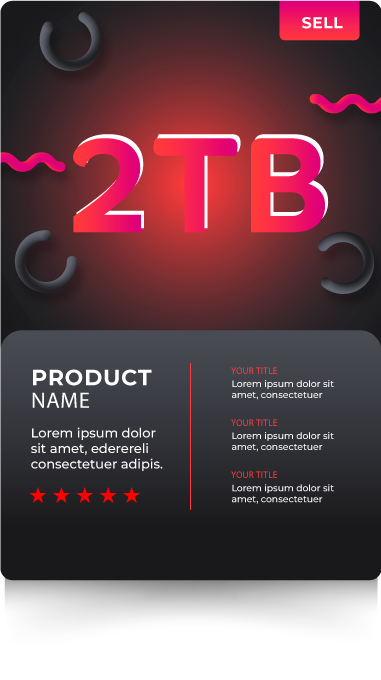 SELL
2TB
PRODUCT
NAME
Lorem ipsum dolor
sit amet, ederereli
consectetuer adipis.
YOUR TITLE
Lorem ipsum dolor sit
amet, consectetuer
YOUR TITLE
Lorem ipsum dolor sit
amet, consectetuer
YOUR TITLE
Lorem ipsum dolor sit
amet, consectetuer